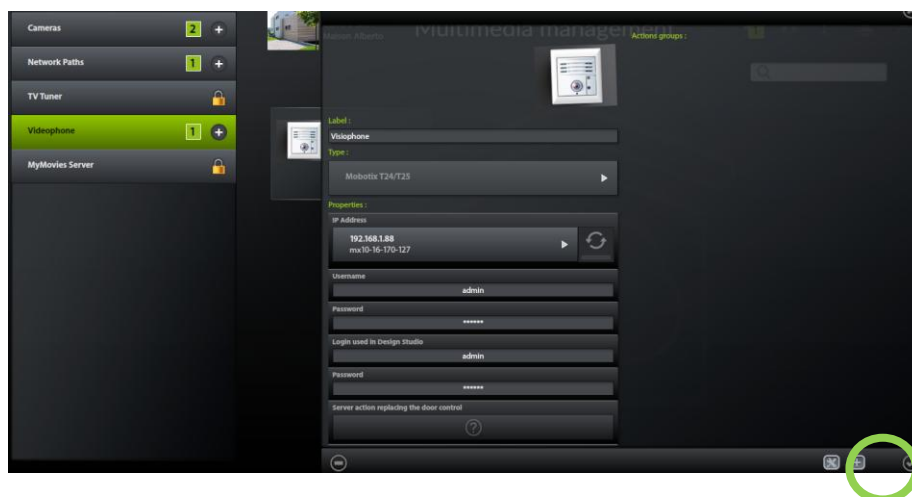 Cameras 2 +
Network Paths 1 +
TV Tuner
Videophone 1 +
MyMovies Server
Maison Alberto
Multimedia management
Actions groups :
Label :
Visiophone
Type :
Mobotix T24/T25
Properties :
IP Address
192.168.1.88
mx10-16-170-127
Username
admin
Password
••••••
Login used in Design Studio
admin
Password
••••••
Server action replacing the door control
?